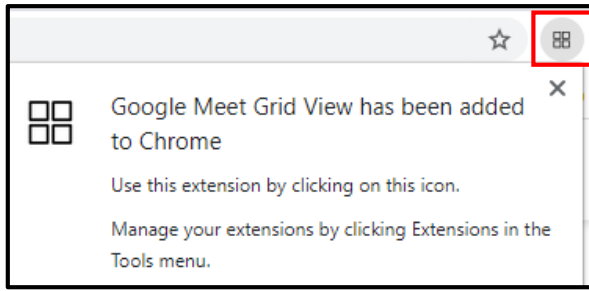 Google Meet Grid View has been added
to Chrome
Use this extension by clicking on this icon.
Manage your extensions by clicking Extensions in the
Tools menu.